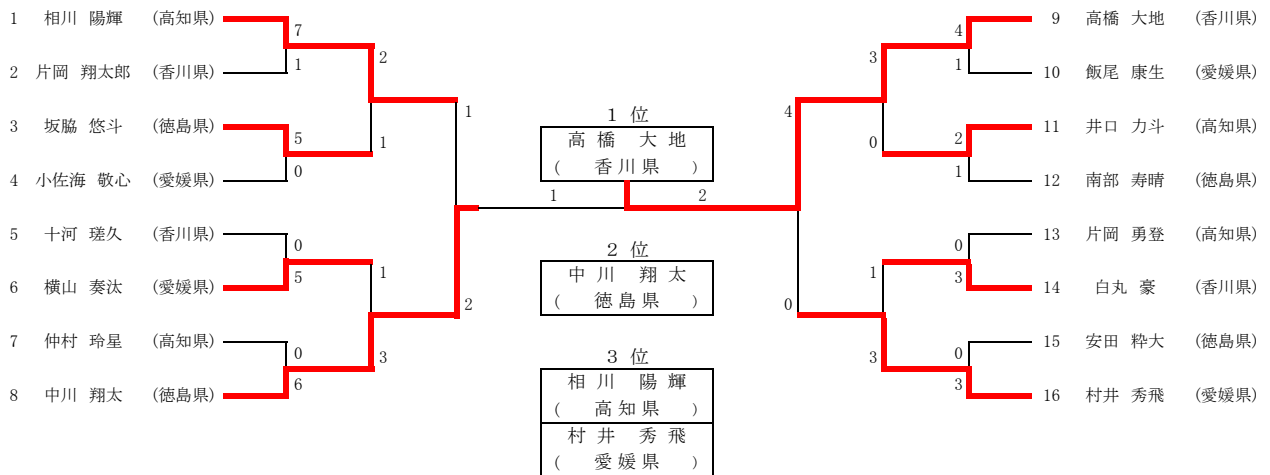 1 相川 陽輝 (高知県)
7
1
2 片岡 翔太郎 (香川県)
2
3 坂脇 悠斗 (徳島県)
5
0
4 小佐海 敬心 (愛媛県)
1
1
5 十河 瑳久 (香川県)
0
5
6 横山 奏汰 (愛媛県)
1
7 仲村 玲星 (高知県)
0
6
8 中川 翔太 (徳島県)
3
2
1 位
高橋 大地
( 香川県 )
1 2
2 位
中川 翔太
( 徳島県 )
3 位
相川 陽輝
( 高知県 )
村井 秀飛
( 愛媛県 )
4
9 高橋 大地 (香川県)
1
10 飯尾 康生 (愛媛県)
3
2
11 井口 力斗 (高知県)
1
12 南部 寿晴 (徳島県)
0
4
0
13 片岡 勇登 (高知県)
3
14 白丸 豪 (香川県)
1
0
15 安田 粋大 (徳島県)
3
16 村井 秀飛 (愛媛県)
3
0